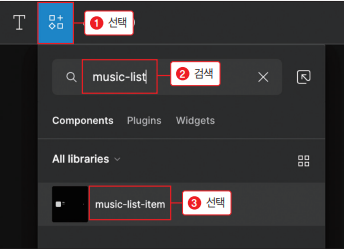 T
1 선택
music-list
2 검색
Components Plugins Widgets
All libraries
music-list-item
3 선택